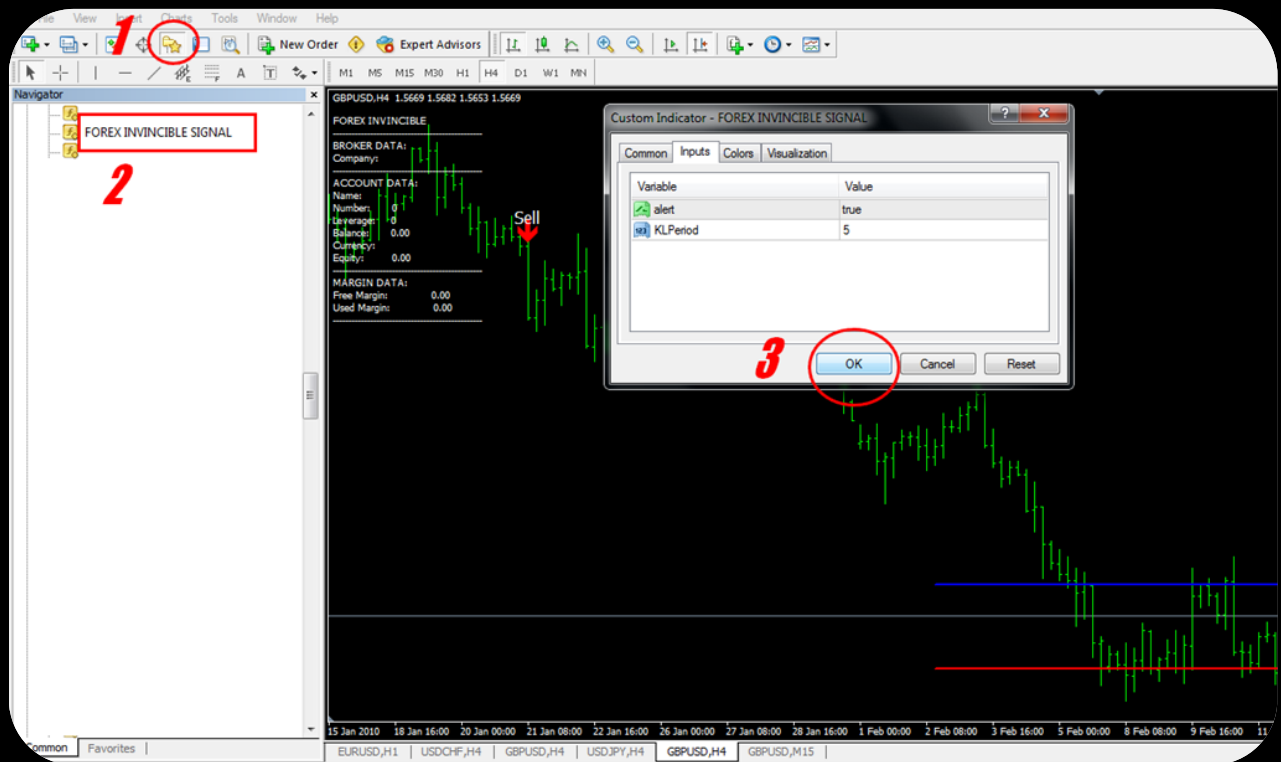 File View Insert Charts Tools Window Help
1
New Order Expert Advisors
A T M1 M5 M15 M30 H1 H4 D1 W1 MN
Navigator
FOREX INVINCIBLE SIGNAL
2
GBPUSD,H4 1.5669 1.5682 1.5653 1.5669
FOREX INVINCIBLE
BROKER DATA:
Company:
ACCOUNT DATA:
Name:
Number: 0
Leverage: 0
Balance: 0.00
Currency:
Equity: 0.00
MARGIN DATA:
Free Margin: 0.00
Used Margin: 0.00
Sell
Custom Indicator - FOREX INVINCIBLE SIGNAL
Common Inputs Colors Visualization
Variable Value
alert true
123 KLPeriod 5
3
OK Cancel Reset
15 Jan 2010 18 Jan 16:00 20 Jan 00:00 21 Jan 08:00 22 Jan 16:00 26 Jan 00:00 27 Jan 08:00 28 Jan 16:00 1 Feb 00:00 2 Feb 08:00 3 Feb 16:00 5 Feb 00:00 8 Feb 08:00 9 Feb 16:00 11
Common Favorites
EURUSD,H1 USDCHF,H4 GBPUSD,H4 USDJPY,H4 GBPUSD,H4 GBPUSD,M15